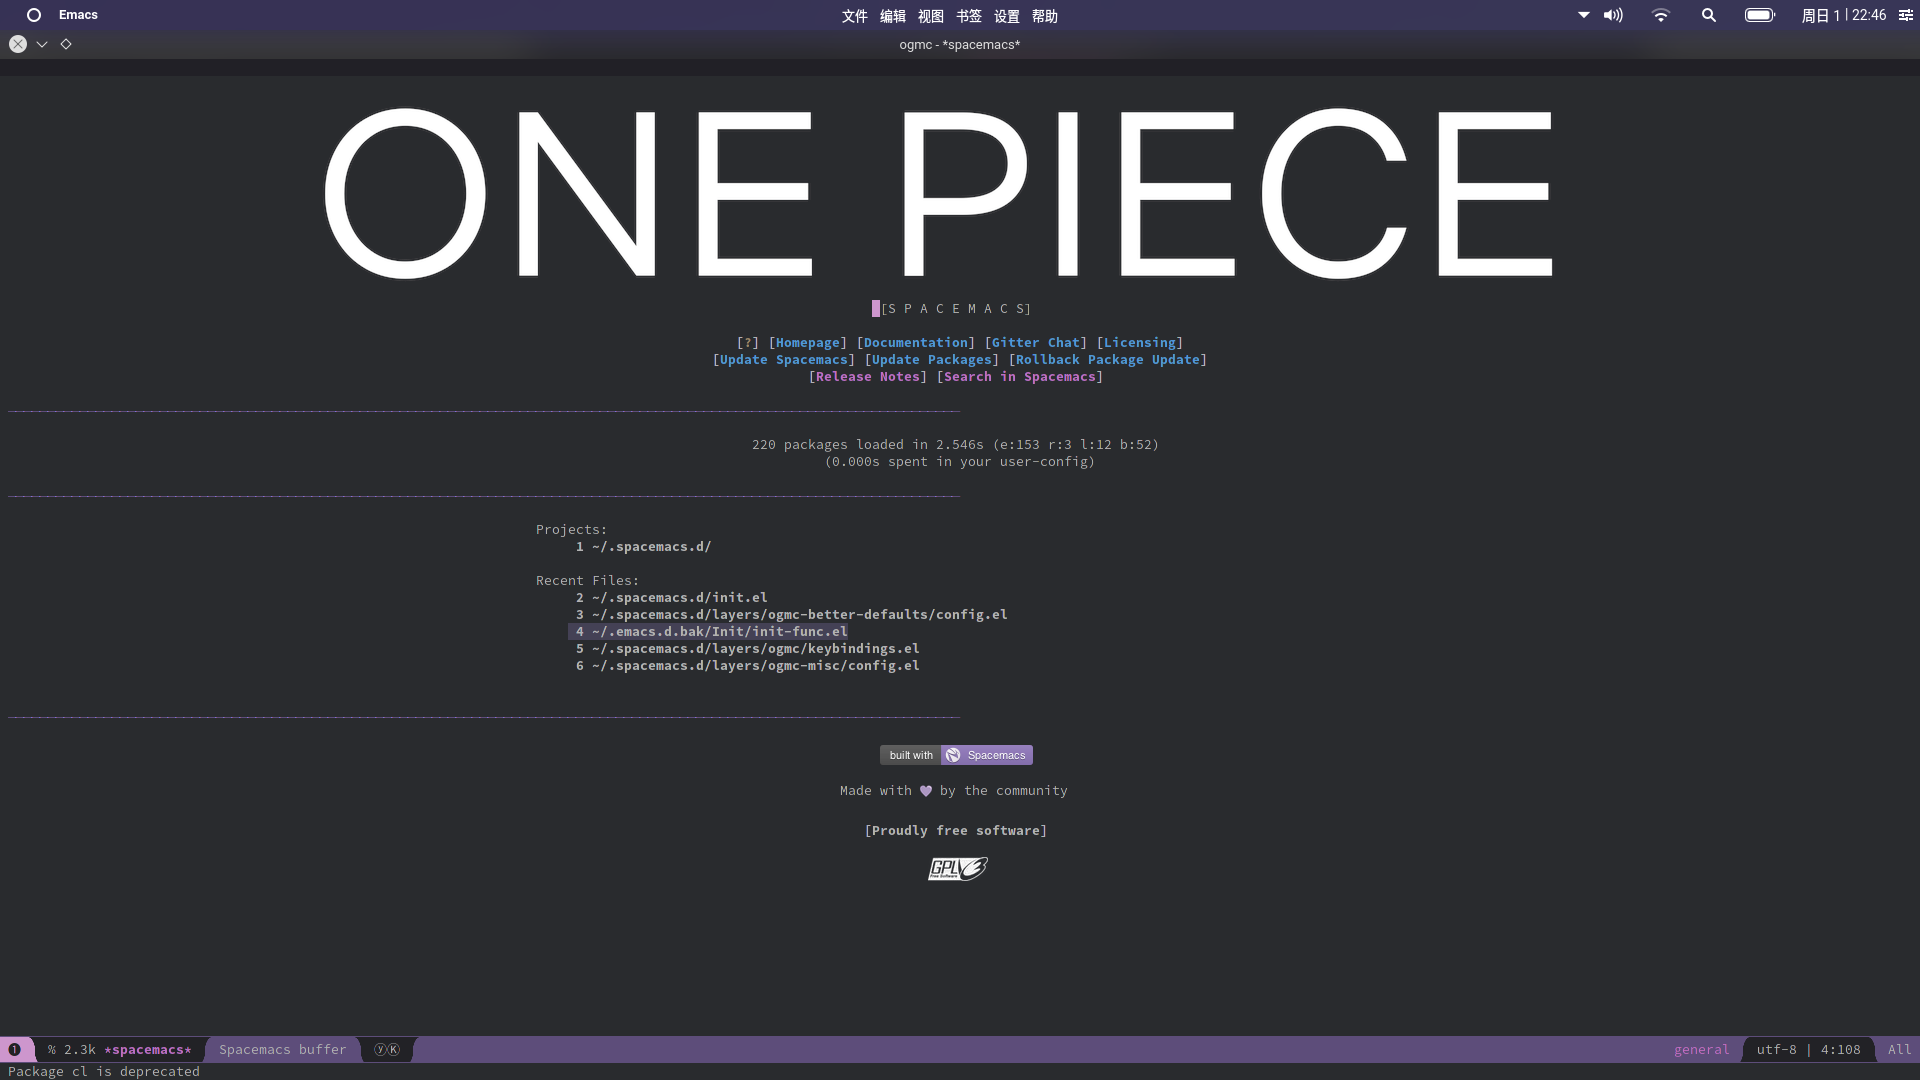 Emacs 文件 编辑 视图 书签 设置 帮助 周日 1 | 22:46
ogmc - *spacemacs*
ONE PIECE
[S P A C E M A C S]
[?] [Homepage] [Documentation] [Gitter Chat] [Licensing]
[Update Spacemacs] [Update Packages] [Rollback Package Update]
[Release Notes] [Search in Spacemacs]
220 packages loaded in 2.546s (e:153 r:3 l:12 b:52)
(0.000s spent in your user-config)
Projects:
1 ~/.spacemacs.d/
Recent Files:
2 ~/.spacemacs.d/init.el
3 ~/.spacemacs.d/layers/ogmc-better-defaults/config.el
4 ~/.emacs.d.bak/Init/init-func.el
5 ~/.spacemacs.d/layers/ogmc/keybindings.el
6 ~/.spacemacs.d/layers/ogmc-misc/config.el
built with Spacemacs
Made with ♥ by the community
[Proudly free software]
GPLv3
Free Software
❶ % 2.3k *spacemacs* Spacemacs buffer ⓨⓀ general utf-8 | 4:108 All
Package cl is deprecated